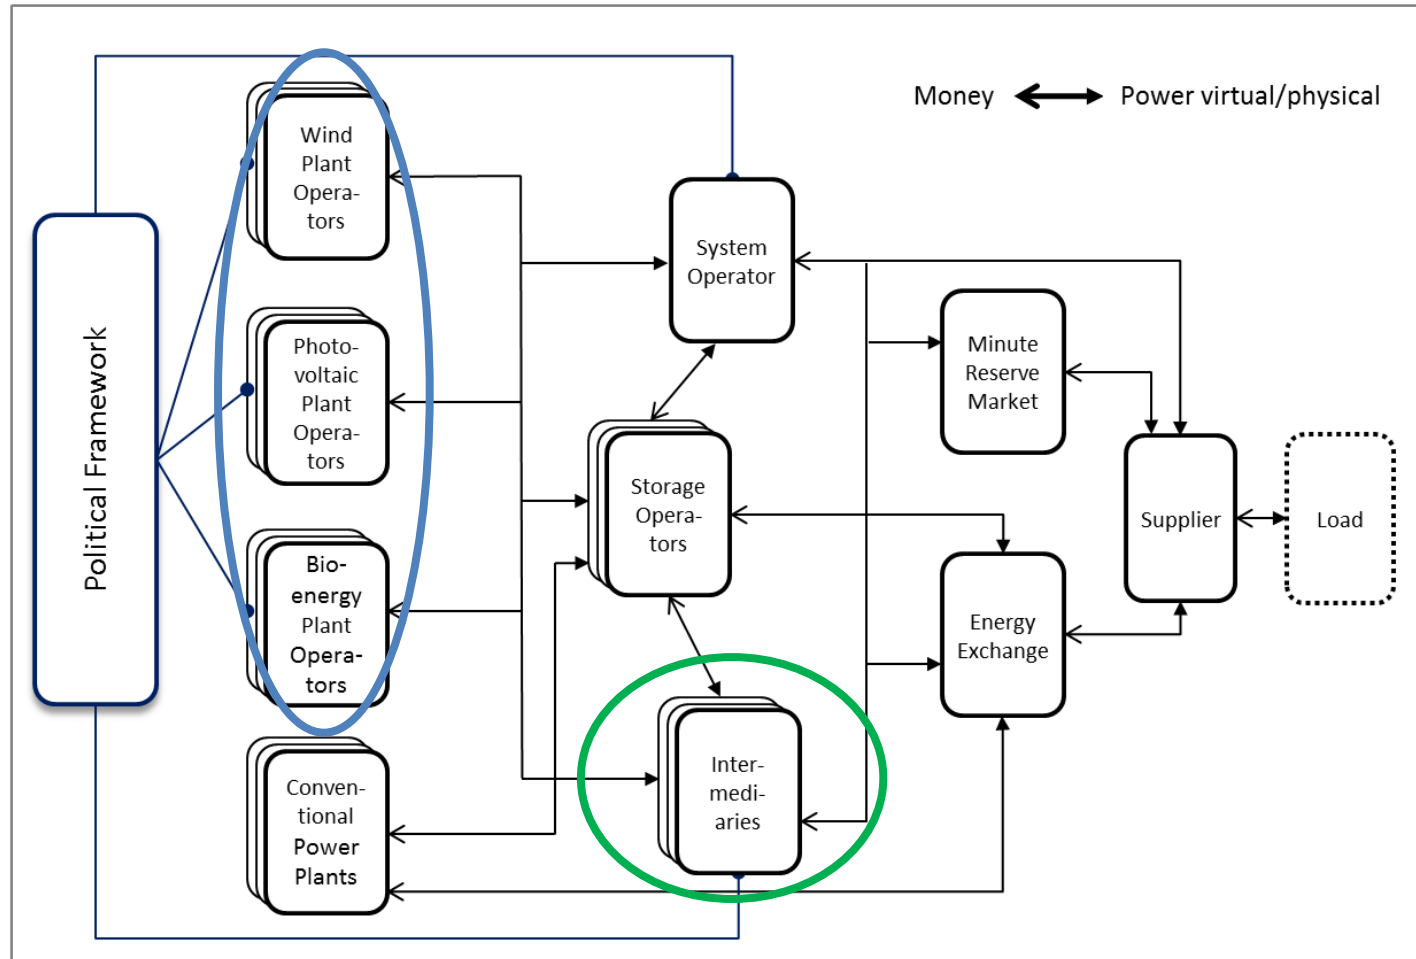 Money
Power virtual/physical
Political Framework
Wind
Plant
Opera-
tors
Photo-
voltaic
Plant
Opera-
tors
Bio-
energy
Plant
Opera-
tors
Conven-
tional
Power
Plants
System
Operator
Storage
Opera-
tors
Inter-
medi-
aries
Minute
Reserve
Market
Energy
Exchange
Supplier
Load